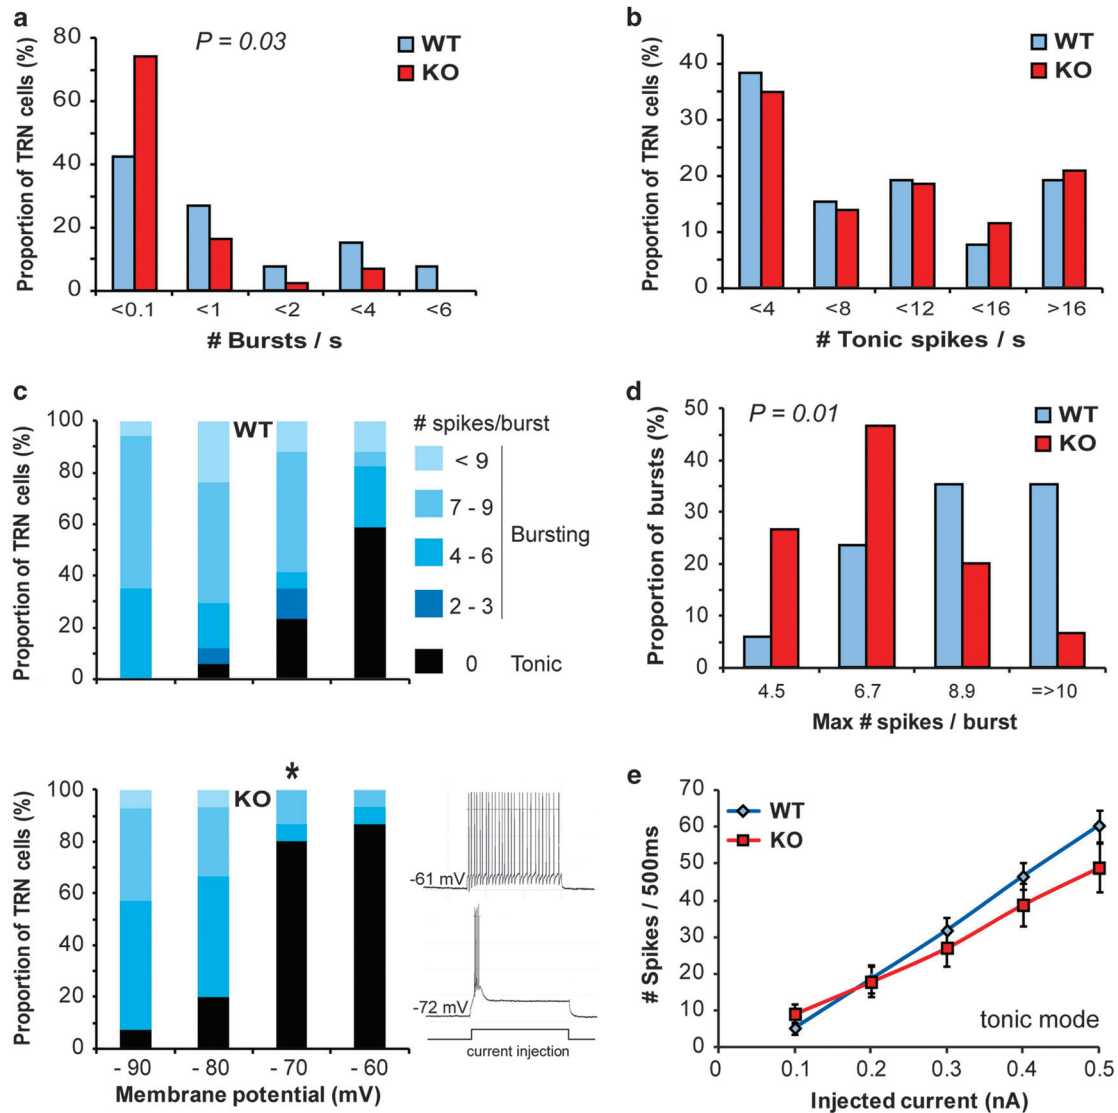 a
P = 0.03
WT
KO
Proportion of TRN cells (%)
80
60
40
20
0
<0.1 <1 <2 <4 <6
# Bursts / s
b
WT
KO
Proportion of TRN cells (%)
40
30
20
10
0
<4 <8 <12 <16 >16
# Tonic spikes / s
c
WT
Proportion of TRN cells (%)
100
80
60
40
20
0
# spikes/burst
< 9
7 - 9
4 - 6
2 - 3
Bursting
0 Tonic
KO
*
Proportion of TRN cells (%)
100
80
60
40
20
0
- 90 - 80 - 70 - 60
Membrane potential (mV)
-61 mV
-72 mV
current injection
d
P = 0.01
WT
KO
Proportion of bursts (%)
50
40
30
20
10
0
4.5 6.7 8.9 =>10
Max # spikes / burst
e
WT
KO
# Spikes / 500ms
70
60
50
40
30
20
10
0
tonic mode
0 0.1 0.2 0.3 0.4 0.5
Injected current (nA)